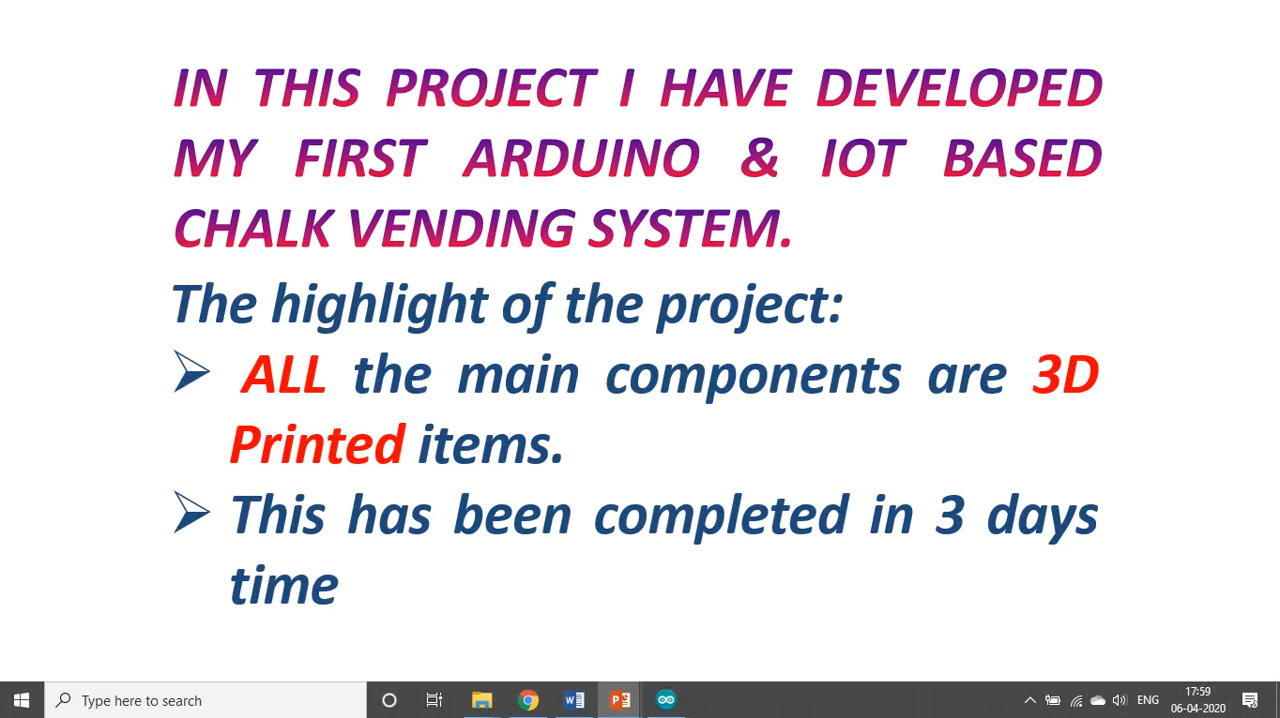 IN THIS PROJECT I HAVE DEVELOPED
MY FIRST ARDUINO & IOT BASED
CHALK VENDING SYSTEM.
The highlight of the project:
➢ ALL the main components are 3D
Printed items.
➢ This has been completed in 3 days
time
Type here to search
ENG
17:59
06-04-2020